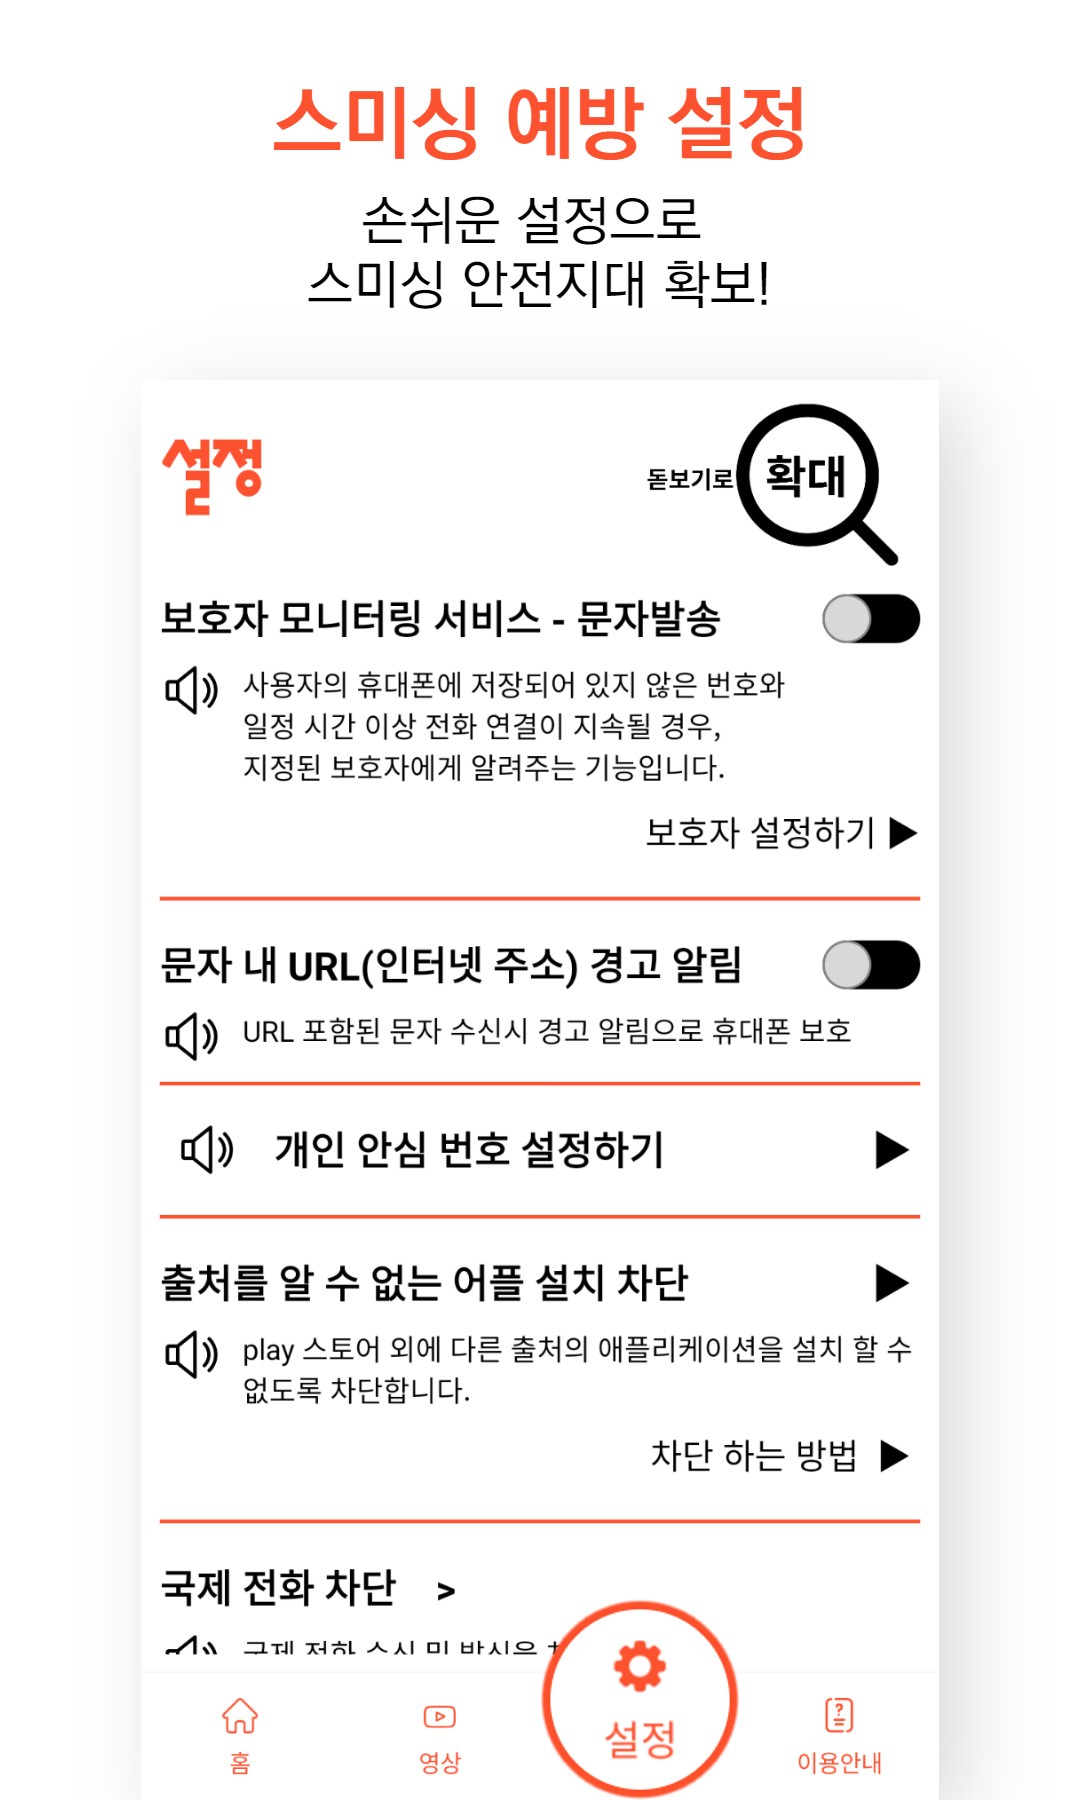 스미싱 예방 설정
손쉬운 설정으로
스미싱 안전지대 확보!
설정
돋보기로 확대
보호자 모니터링 서비스 - 문자발송
사용자의 휴대폰에 저장되어 있지 않은 번호와
일정 시간 이상 전화 연결이 지속될 경우,
지정된 보호자에게 알려주는 기능입니다.
보호자 설정하기 ▶
문자 내 URL(인터넷 주소) 경고 알림
URL 포함된 문자 수신시 경고 알림으로 휴대폰 보호
개인 안심 번호 설정하기 ▶
출처를 알 수 없는 어플 설치 차단 ▶
play 스토어 외에 다른 출처의 애플리케이션을 설치 할 수
없도록 차단합니다.
차단 하는 방법 ▶
국제 전화 차단 >
국제 전화 수신 및 발신을
홈
영상
설정
이용안내